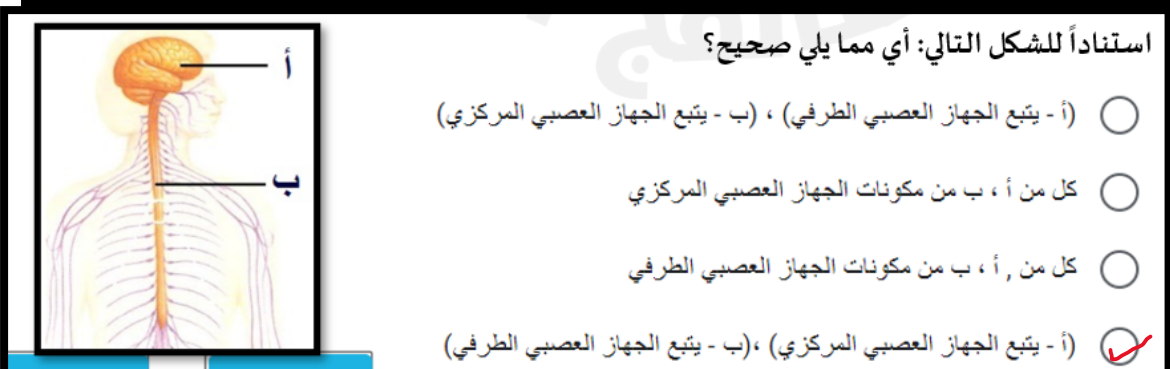 استناداً للشكل التالي: أي مما يلي صحيح؟
(أ - يتبع الجهاز العصبي الطرفي) ، (ب - يتبع الجهاز العصبي المركزي)
كل من أ ، ب من مكونات الجهاز العصبي المركزي
كل من , أ ، ب من مكونات الجهاز العصبي الطرفي
(أ - يتبع الجهاز العصبي المركزي) ،(ب - يتبع الجهاز العصبي الطرفي)
أ
ب